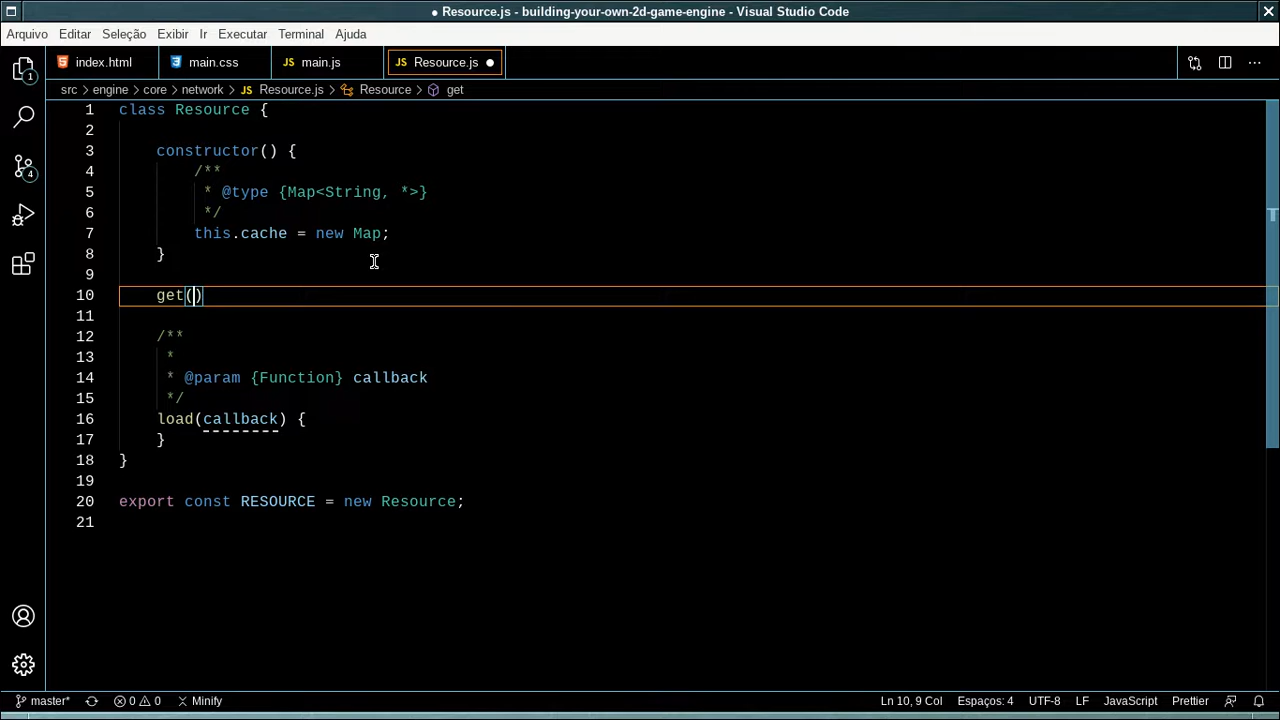 ● Resource.js - building-your-own-2d-game-engine - Visual Studio Code
Arquivo Editar Seleção Exibir Ir Executar Terminal Ajuda
index.html main.css JS main.js JS Resource.js ●
src > engine > core > network > JS Resource.js > Resource > get
1 class Resource {
2
3 constructor() {
4 /**
5 * @type {Map<String, *>}
6 */
7 this.cache = new Map;
8 }
9
10 get()
11
12 /**
13 *
14 * @param {Function} callback
15 */
16 load(callback) {
17 }
18 }
19
20 export const RESOURCE = new Resource;
21
1
4
master* 0 0 Minify Ln 10, 9 Col Espaços: 4 UTF-8 LF JavaScript Prettier